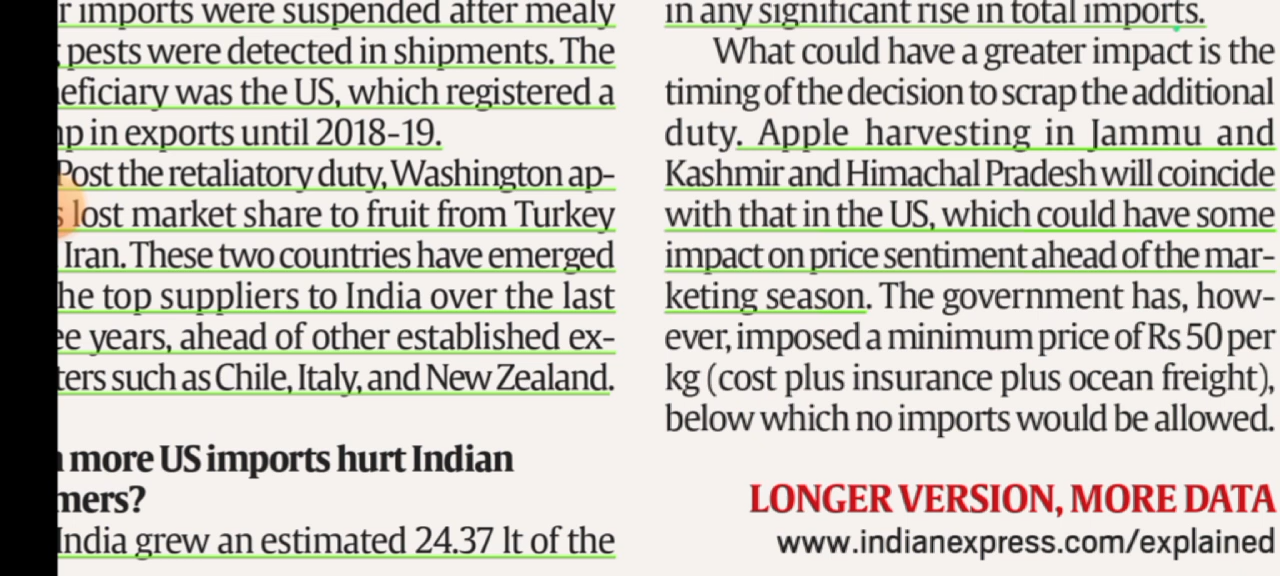 r imports were suspended after mealy
pests were detected in shipments. The
eficiary was the US, which registered a
p in exports until 2018-19.
Post the retaliatory duty, Washington ap-
s lost market share to fruit from Turkey
Iran. These two countries have emerged
he top suppliers to India over the last
ee years, ahead of other established ex-
ters such as Chile, Italy, and New Zealand.
more US imports hurt Indian
mers?
India grew an estimated 24.37 lt of the
in any significant rise in total imports.
What could have a greater impact is the
timing of the decision to scrap the additional
duty. Apple harvesting in Jammu and
Kashmir and Himachal Pradesh will coincide
with that in the US, which could have some
impact on price sentiment ahead of the mar-
keting season. The government has, how-
ever, imposed a minimum price of Rs 50 per
kg (cost plus insurance plus ocean freight),
below which no imports would be allowed.
LONGER VERSION, MORE DATA
www.indianexpress.com/explained